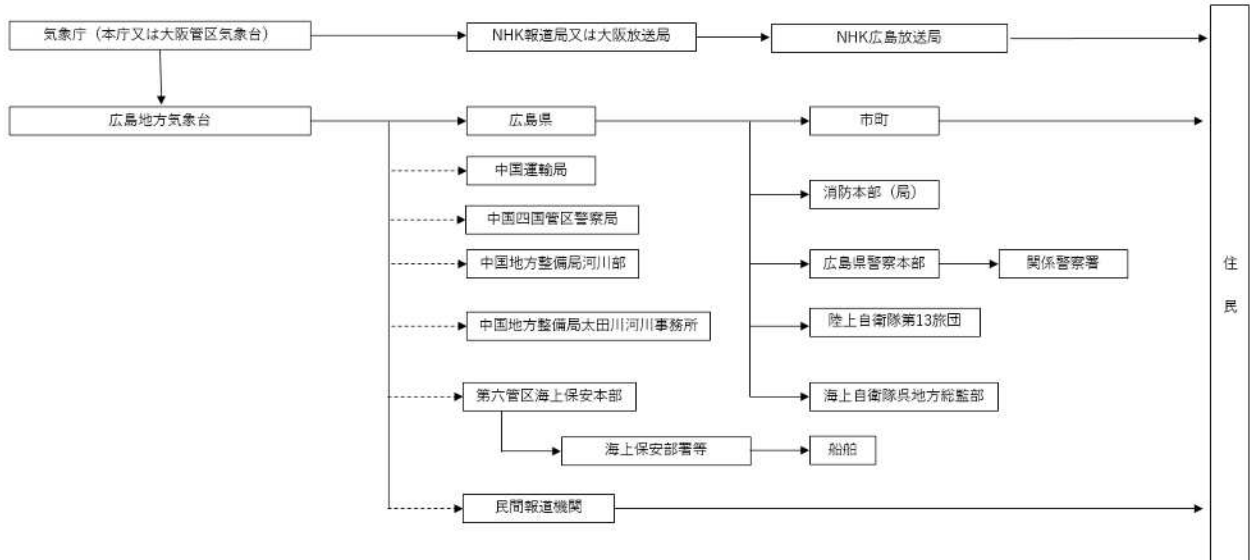 気象庁（本庁又は大阪管区気象台）
NHK報道局又は大阪放送局
NHK広島放送局
広島地方気象台
広島県
市町
中国運輸局
消防本部（局）
中国四国管区警察局
中国地方整備局河川部
広島県警察本部
関係警察署
中国地方整備局太田川河川事務所
陸上自衛隊第13旅団
第六管区海上保安本部
海上自衛隊呉地方総監部
海上保安部署等
船舶
民間報道機関
住民